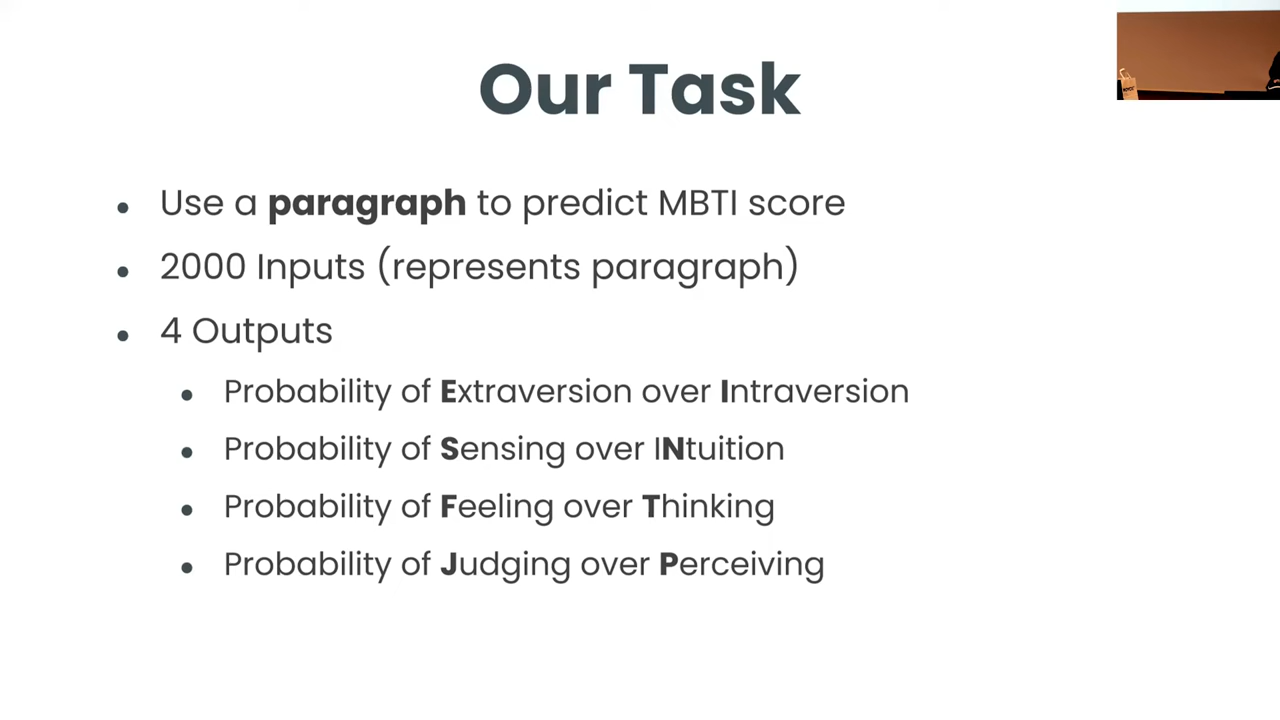 Our Task
• Use a paragraph to predict MBTI score
• 2000 Inputs (represents paragraph)
• 4 Outputs
• Probability of Extraversion over Intraversion
• Probability of Sensing over INtuition
• Probability of Feeling over Thinking
• Probability of Judging over Perceiving